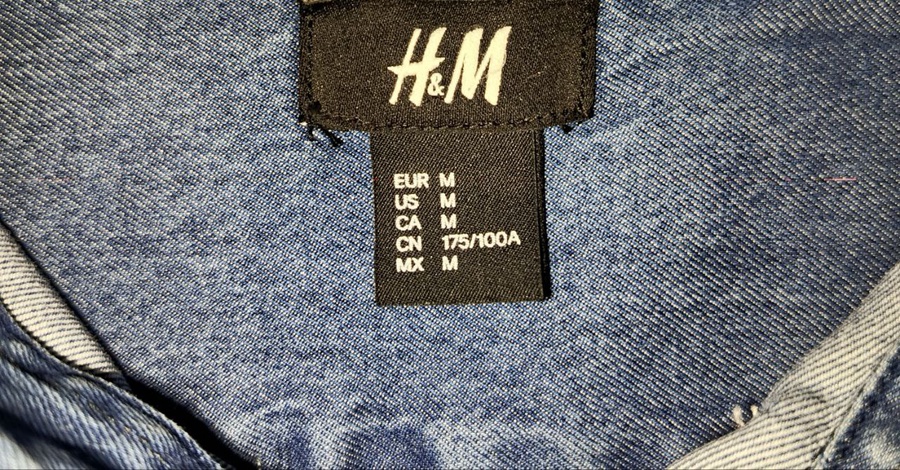 H&M
EUR M
US M
CA M
CN 175/100A
MX M